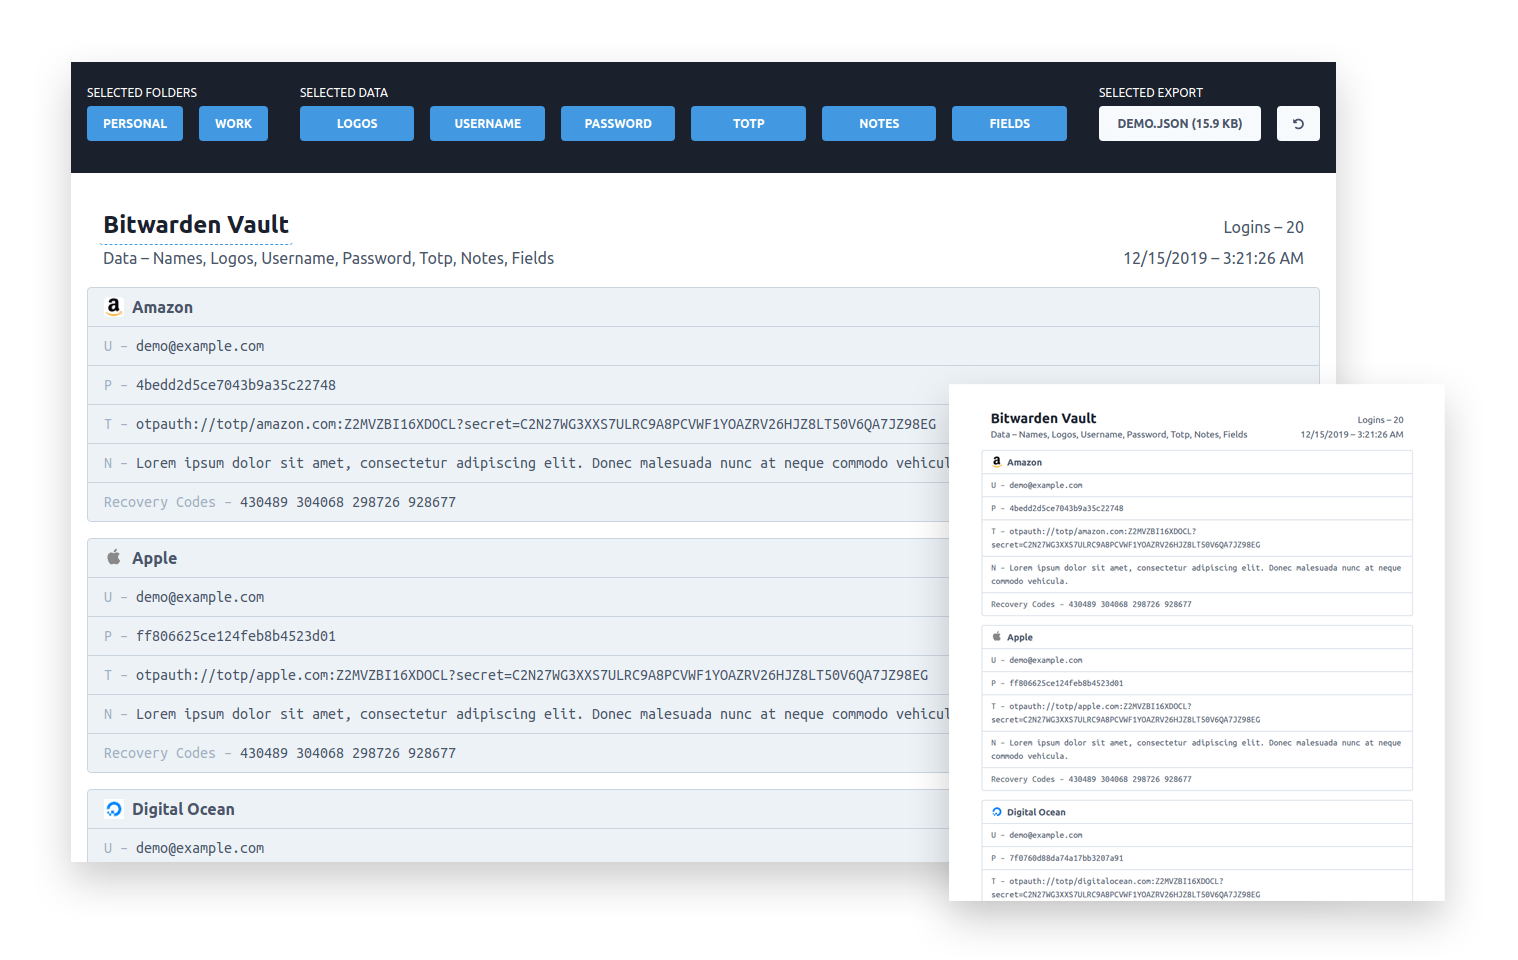 SELECTED FOLDERS
PERSONAL WORK
SELECTED DATA
LOGOS USERNAME PASSWORD TOTP NOTES FIELDS
SELECTED EXPORT
DEMO.JSON (15.9 KB)
Bitwarden Vault
Logins – 20
Data – Names, Logos, Username, Password, Totp, Notes, Fields
12/15/2019 – 3:21:26 AM
Amazon
U – demo@example.com
P – 4bedd2d5ce7043b9a35c22748
T – otpauth://totp/amazon.com:Z2MVZBI16XDOCL?secret=C2N27WG3XXS7ULRC9A8PCVWF1YOAZRV26HJZ8LT50V6QA7JZ98EG
N – Lorem ipsum dolor sit amet, consectetur adipiscing elit. Donec malesuada nunc at neque commodo vehicul
Recovery Codes – 430489 304068 298726 928677
Apple
U – demo@example.com
P – ff806625ce124feb8b4523d01
T – otpauth://totp/apple.com:Z2MVZBI16XDOCL?secret=C2N27WG3XXS7ULRC9A8PCVWF1YOAZRV26HJZ8LT50V6QA7JZ98EG
N – Lorem ipsum dolor sit amet, consectetur adipiscing elit. Donec malesuada nunc at neque commodo vehicul
Recovery Codes – 430489 304068 298726 928677
Digital Ocean
U – demo@example.com
Bitwarden Vault
Logins – 20
Data – Names, Logos, Username, Password, Totp, Notes, Fields
12/15/2019 – 3:21:26 AM
Amazon
U – demo@example.com
P – 4bedd2d5ce7043b9a35c22748
T – otpauth://totp/amazon.com:Z2MVZBI16XDOCL?
secret=C2N27WG3XXS7ULRC9A8PCVWF1YOAZRV26HJZ8LT50V6QA7JZ98EG
N – Lorem ipsum dolor sit amet, consectetur adipiscing elit. Donec malesuada nunc at neque
commodo vehicula.
Recovery Codes – 430489 304068 298726 928677
Apple
U – demo@example.com
P – ff806625ce124feb8b4523d01
T – otpauth://totp/apple.com:Z2MVZBI16XDOCL?
secret=C2N27WG3XXS7ULRC9A8PCVWF1YOAZRV26HJZ8LT50V6QA7JZ98EG
N – Lorem ipsum dolor sit amet, consectetur adipiscing elit. Donec malesuada nunc at neque
commodo vehicula.
Recovery Codes – 430489 304068 298726 928677
Digital Ocean
U – demo@example.com
P – 7f0760d88da74a17bb3207a91
T – otpauth://totp/digitalocean.com:Z2MVZBI16XDOCL?
secret=C2N27WG3XXS7ULRC9A8PCVWF1YOAZRV26HJZ8LT50V6QA7JZ98EG